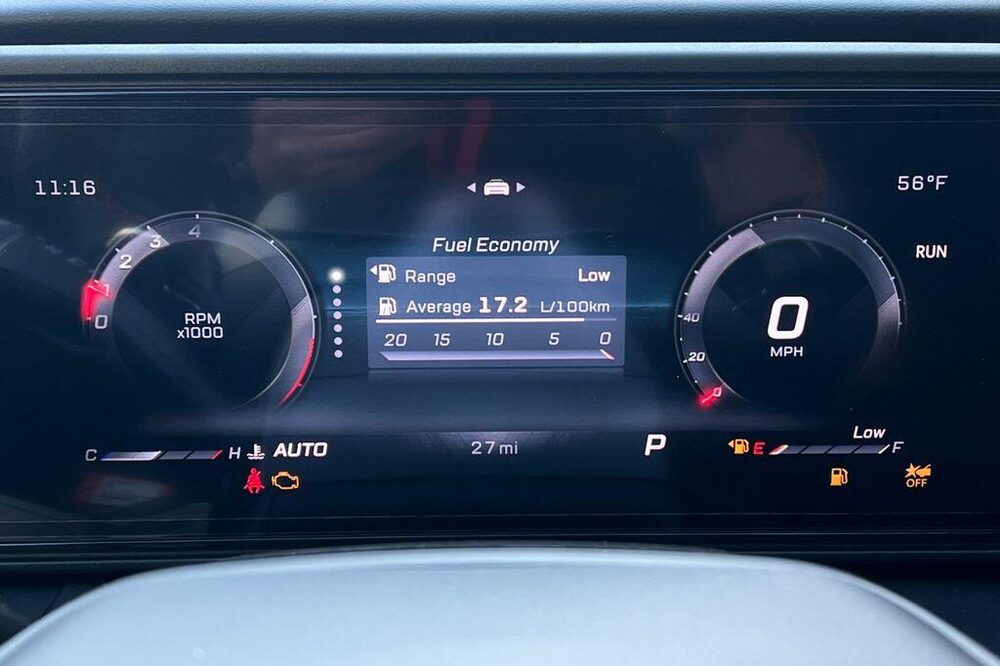 11:16
56°F
Fuel Economy
RUN
Range Low
Average 17.2 L/100km
20 15 10 5 0
0 1 2 3 4
RPM
x1000
0 20 40
0
MPH
C H AUTO
27 mi
P
E F
Low
OFF